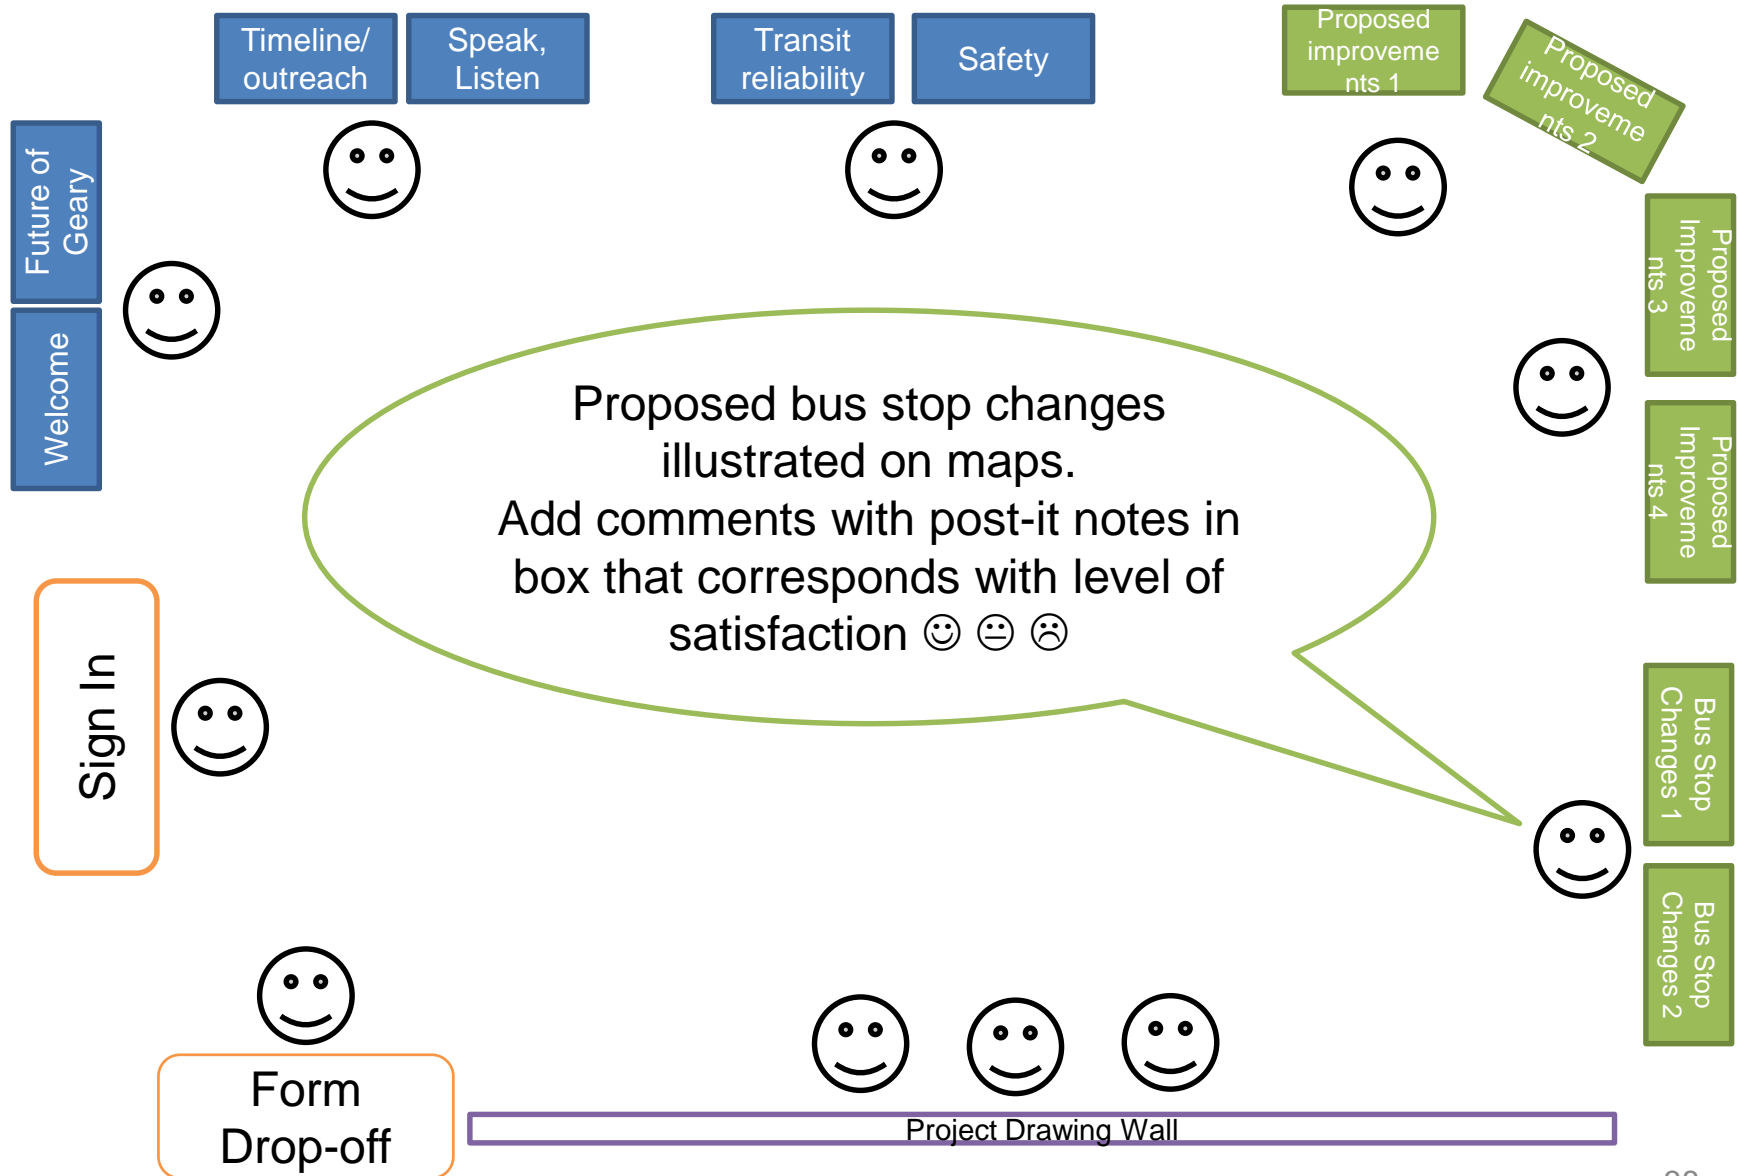 Timeline/
outreach
Speak,
Listen
Transit
reliability
Safety
Proposed
improveme
nts 1
Proposed
improveme
nts 2
Future of
Geary
Welcome
Proposed
Improveme
nts 3
Proposed
Improveme
nts 4
Proposed bus stop changes
illustrated on maps.
Add comments with post-it notes in
box that corresponds with level of
satisfaction ☺ 😐 ☹
Sign In
Bus Stop
Changes 1
Bus Stop
Changes 2
Form
Drop-off
Project Drawing Wall